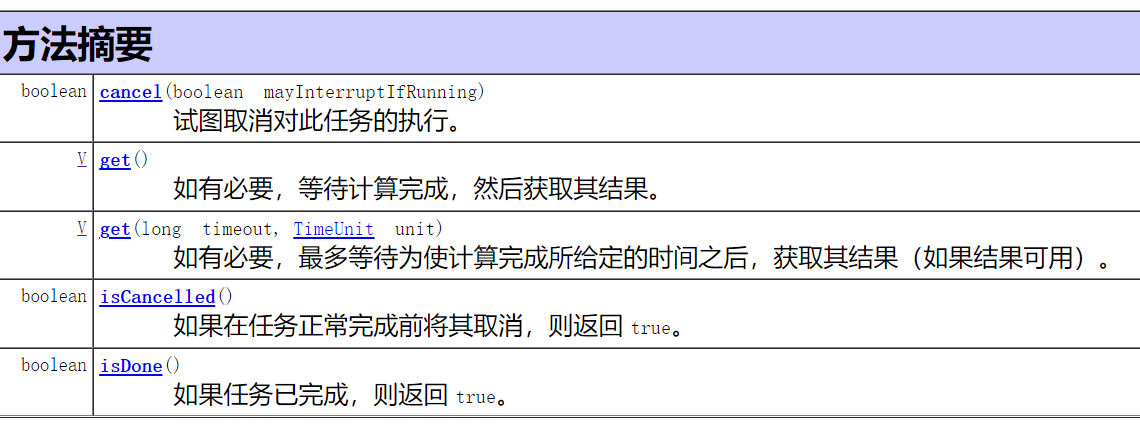 方法摘要
boolean cancel(boolean mayInterruptIfRunning)
试图取消对此任务的执行。
V get()
如有必要，等待计算完成，然后获取其结果。
V get(long timeout, TimeUnit unit)
如有必要，最多等待为使计算完成所给定的时间之后，获取其结果（如果结果可用）。
boolean isCancelled()
如果在任务正常完成前将其取消，则返回 true。
boolean isDone()
如果任务已完成，则返回 true。